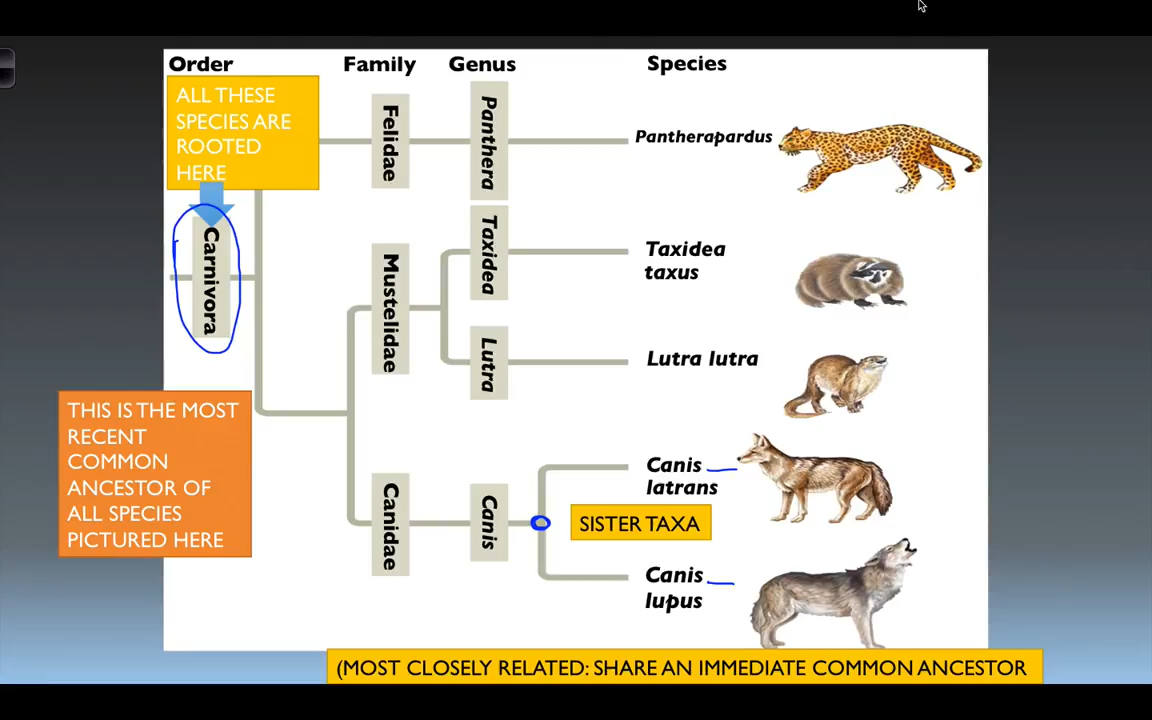 Order
Family
Genus
Species
ALL THESE
SPECIES ARE
ROOTED
HERE
Felidae
Panthera
Pantherapardus
Carnivora
Mustelidae
Taxidea
Taxidea
taxus
Lutra
Lutra lutra
THIS IS THE MOST
RECENT
COMMON
ANCESTOR OF
ALL SPECIES
PICTURED HERE
Canidae
Canis
Canis
latrans
SISTER TAXA
Canis
lupus
(MOST CLOSELY RELATED: SHARE AN IMMEDIATE COMMON ANCESTOR